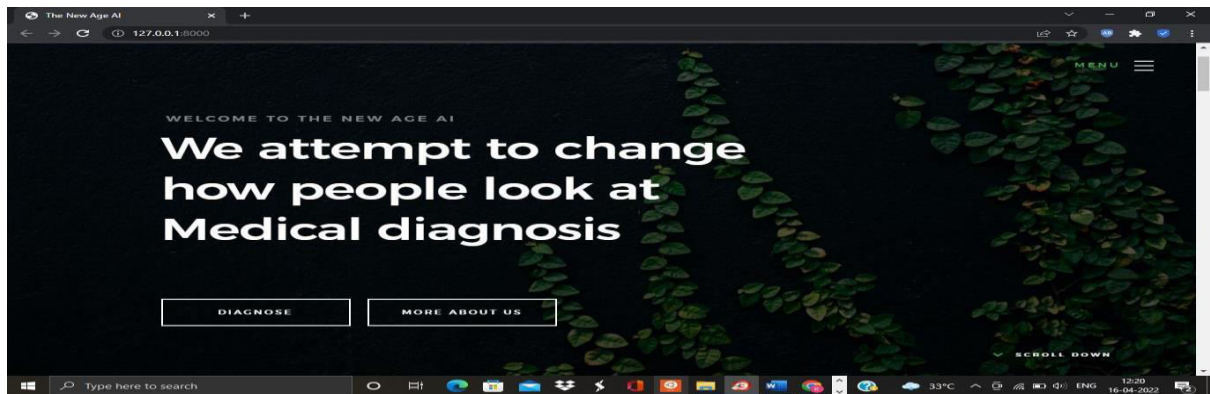 The New Age AI
127.0.0.1:8000
MENU
WELCOME TO THE NEW AGE AI
We attempt to change
how people look at
Medical diagnosis
DIAGNOSE
MORE ABOUT US
SCROLL DOWN
Type here to search
33°C
ENG
12:20
16-04-2022